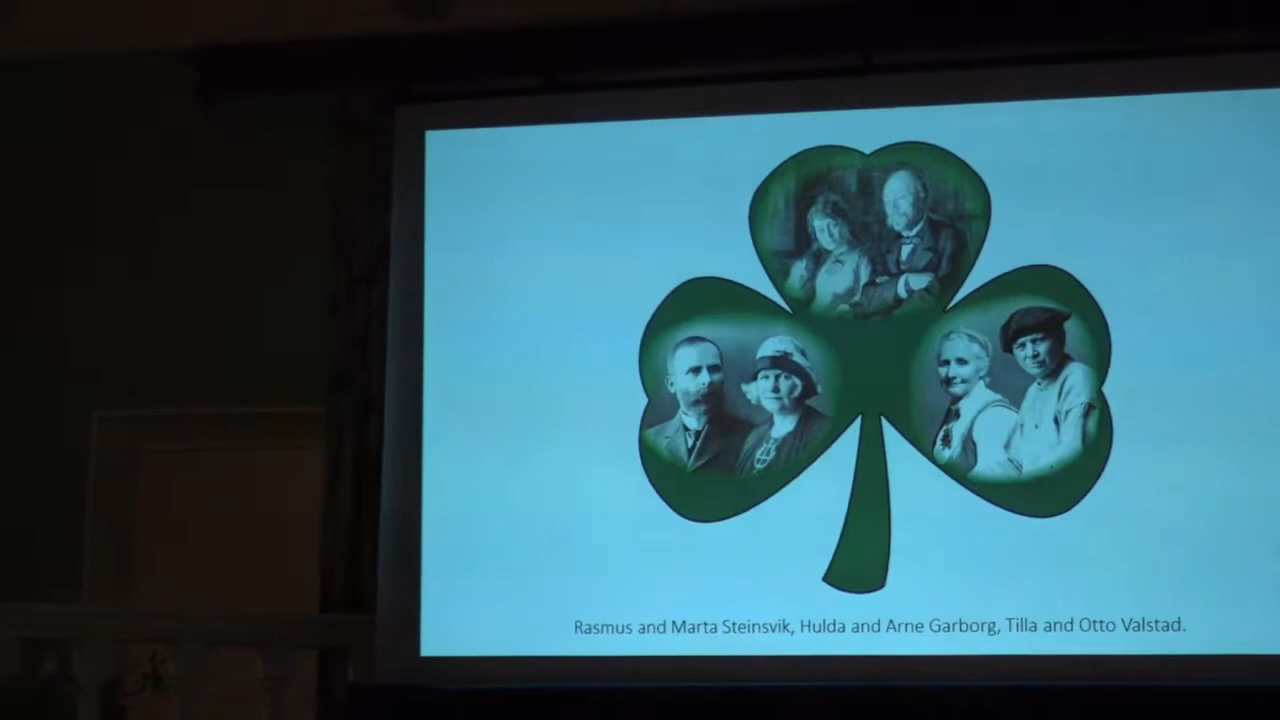 Rasmus and Marta Steinsvik, Hulda and Arne Garborg, Tilla and Otto Valstad.